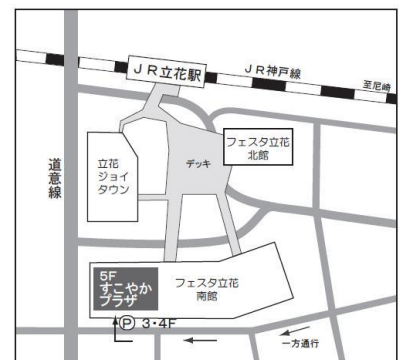 JR立花駅
JR神戸線
至尼崎
フェスタ立花
北館
立花
ジョイ
タウン
デッキ
道意線
5F
すこやか
プラザ
フェスタ立花
南館
P 3・4F
一方通行